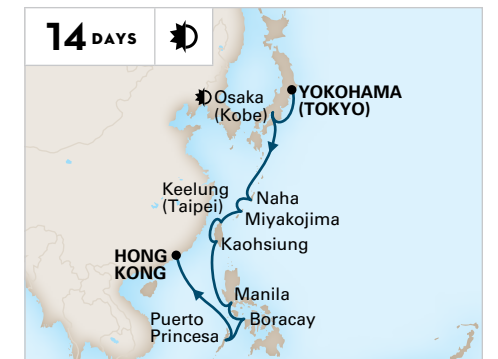 14 DAYS
Osaka
(Kobe)
YOKOHAMA
(TOKYO)
Keelung
(Taipei)
Naha
Miyakojima
Kaohsiung
HONG
KONG
Manila
Boracay
Puerto
Princesa